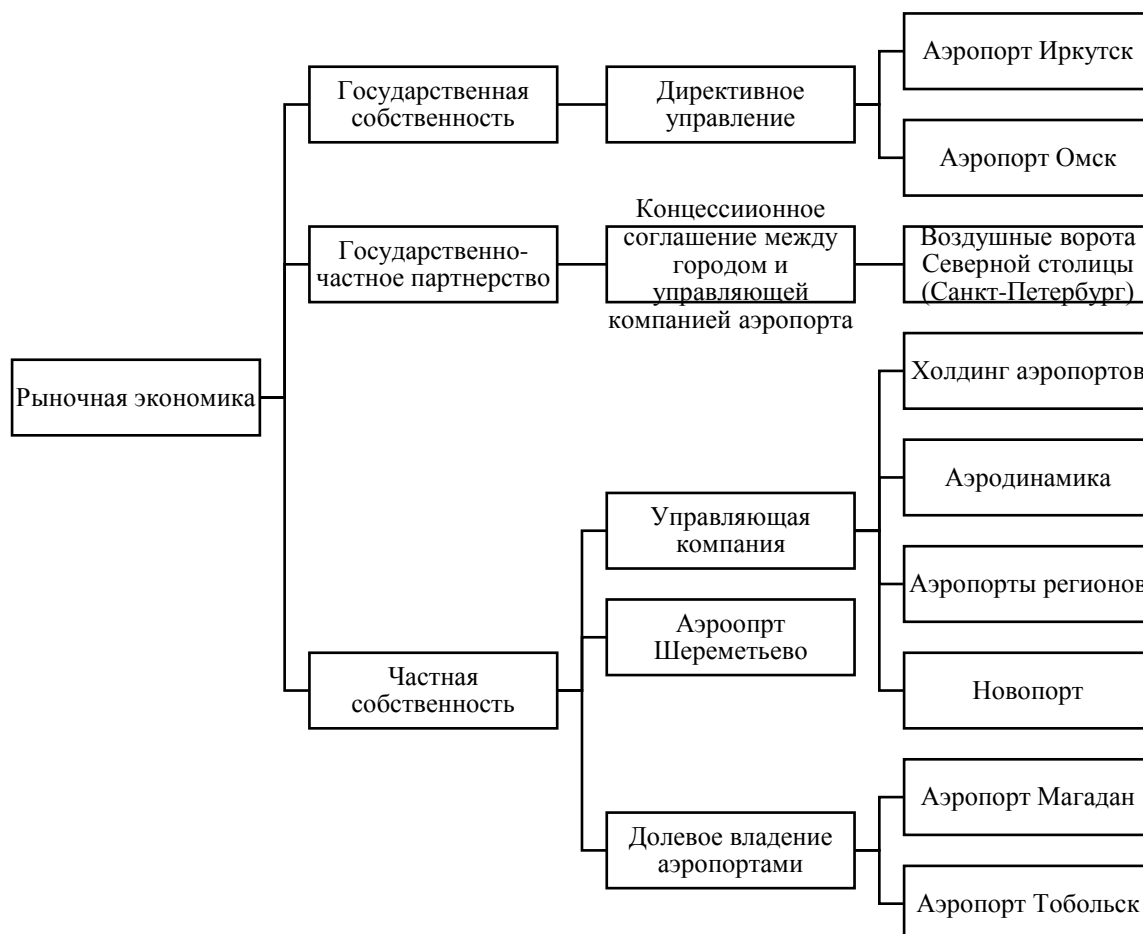 Рыночная экономика
Государственная
собственность
Директивное
управление
Аэропорт Иркутск
Аэропорт Омск
Государственно-
частное партнерство
Концессиионное
соглашение между
городом и
управляющей
компанией аэропорта
Воздушные ворота
Северной столицы
(Санкт-Петербург)
Частная
собственность
Управляющая
компания
Холдинг аэропортов
Аэродинамика
Аэропорты регионов
Новопорт
Аэроопрт
Шереметьево
Долевое владение
аэропортами
Аэропорт Магадан
Аэропорт Тобольск